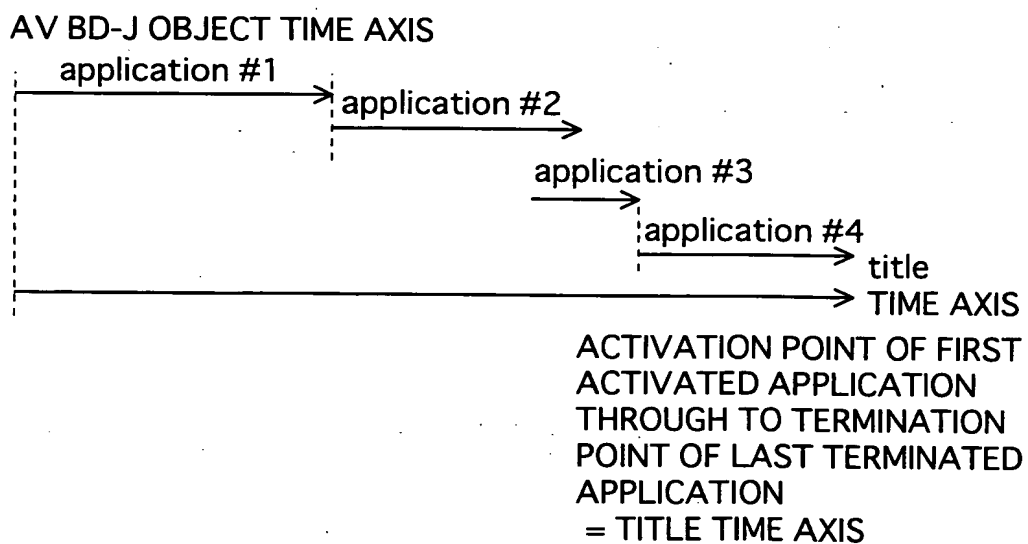 AV BD-J OBJECT TIME AXIS
application #1
application #2
application #3
application #4
title
TIME AXIS
ACTIVATION POINT OF FIRST
ACTIVATED APPLICATION
THROUGH TO TERMINATION
POINT OF LAST TERMINATED
APPLICATION
= TITLE TIME AXIS